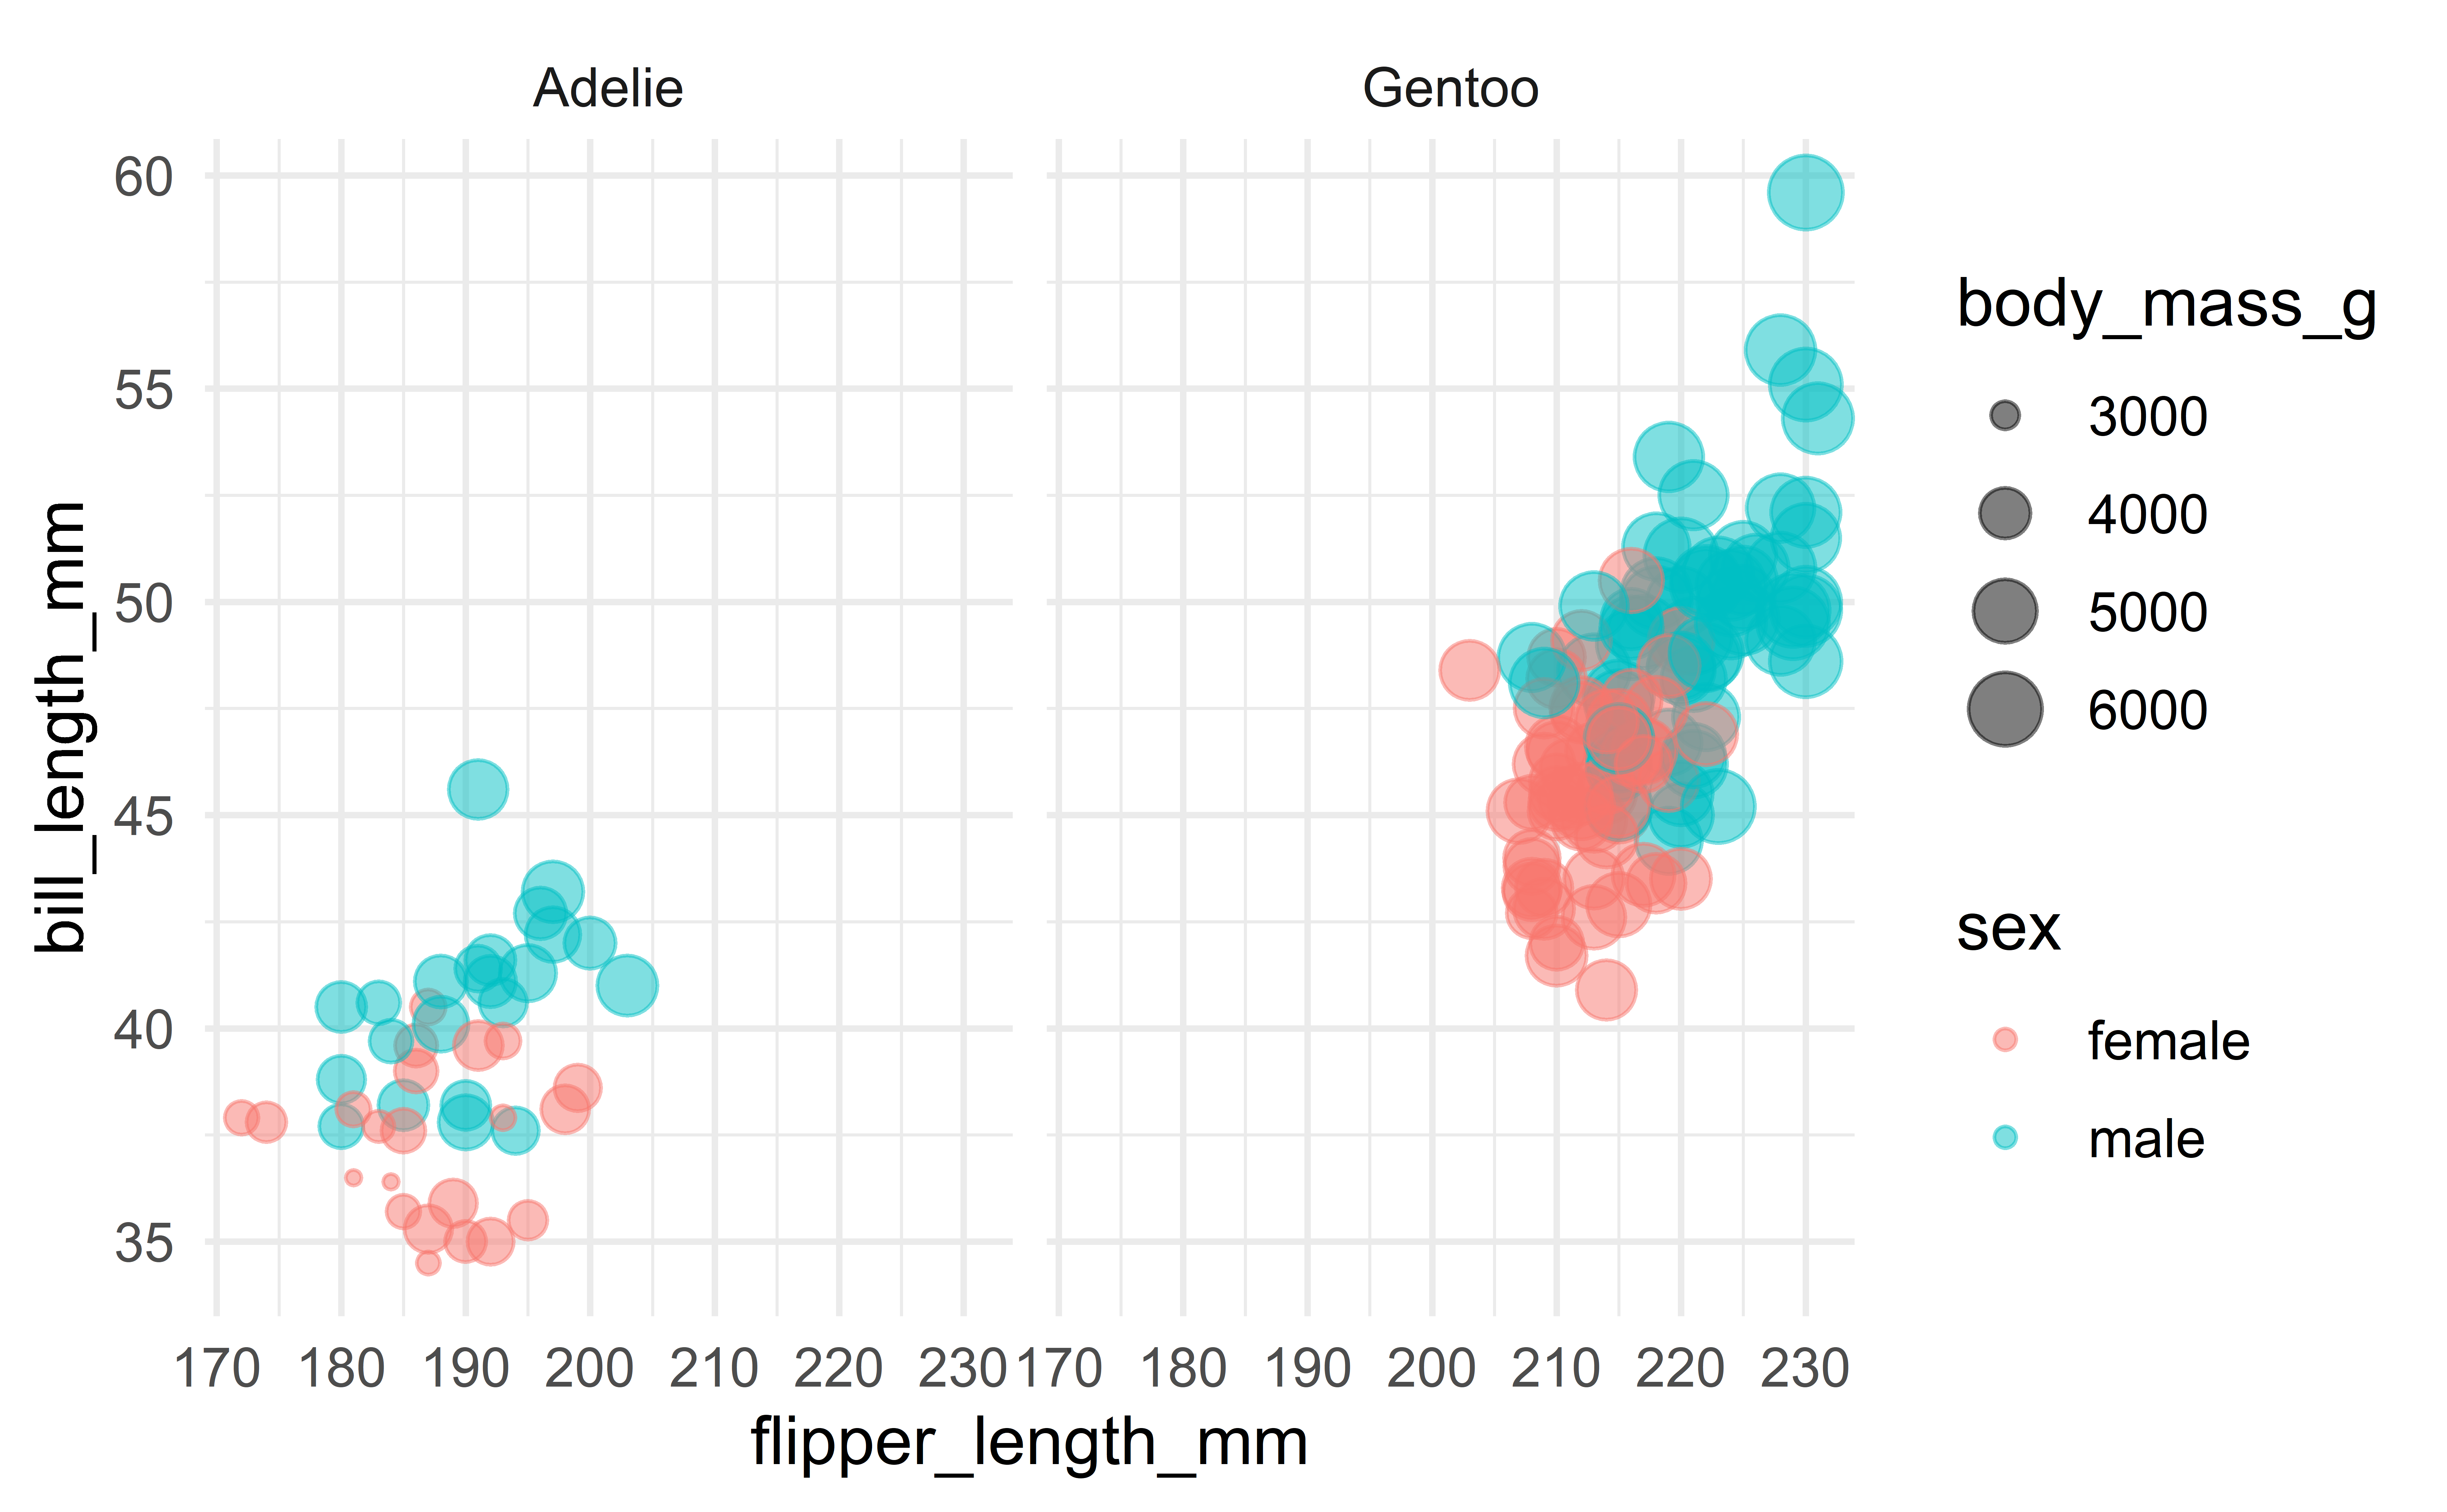 Adelie
Gentoo
60
55
50
45
40
35
bill_length_mm
170 180 190 200 210 220 230
170 180 190 200 210 220 230
flipper_length_mm
body_mass_g
3000
4000
5000
6000
sex
female
male